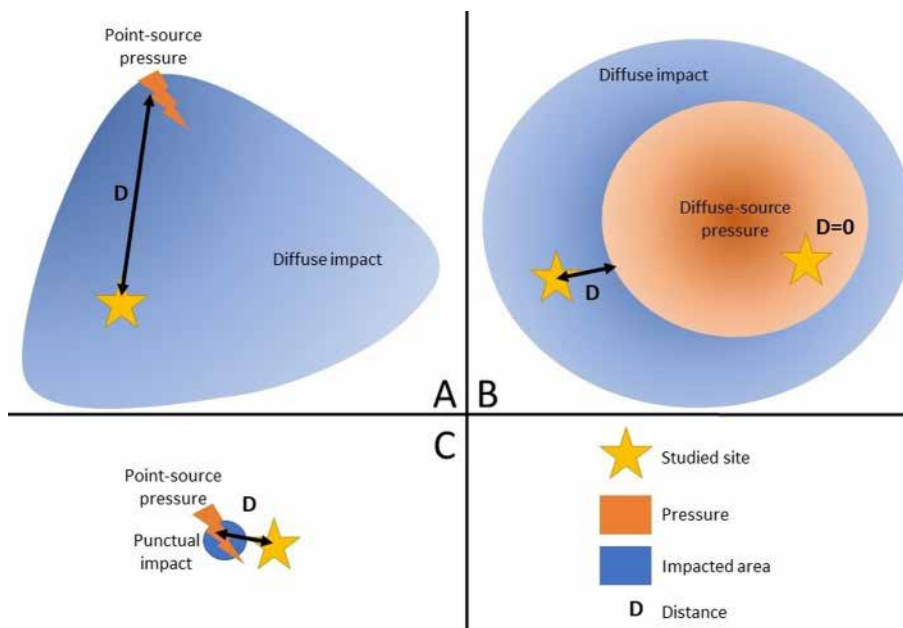 Point-source
pressure
D
Diffuse impact
A
Diffuse impact
Diffuse-source
pressure
D=0
D
B
C
Point-source
pressure
D
Punctual
impact
Studied site
Pressure
Impacted area
D Distance